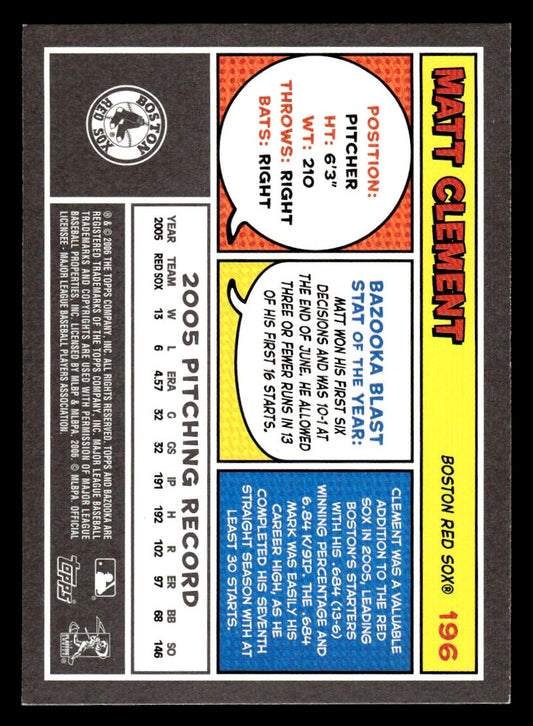 MATT CLEMENT
BOSTON RED SOX® 196
POSITION:
PITCHER
HT: 6'3"
WT: 210
THROWS: RIGHT
BATS: RIGHT
BAZOOKA BLAST
STAT OF THE YEAR:
MATT WON HIS FIRST SIX
DECISIONS AND WAS 10-1 AT
THE END OF JUNE. HE ALLOWED
THREE OR FEWER RUNS IN 13
OF HIS FIRST 16 STARTS.
CLEMENT WAS A VALUABLE
ADDITION TO THE RED
SOX IN 2005, LEADING
BOSTON'S STARTERS
WITH HIS .684 (13-6)
WINNING PERCENTAGE AND
6.84 K/9IP. THE .684
MARK WAS EASILY HIS
CAREER HIGH, AS HE
COMPLETED HIS SEVENTH
STRAIGHT SEASON WITH AT
LEAST 30 STARTS.
BOSTON
RED SOX
2005 PITCHING RECORD
YEAR TEAM W L ERA G GS IP H R ER BB SO
2005 RED SOX 13 6 4.57 32 32 191 192 102 97 68 146
® & © 2006 THE TOPPS COMPANY, INC. ALL RIGHTS RESERVED. TOPPS AND BAZOOKA ARE
REGISTERED TRADEMARKS OF THE TOPPS COMPANY, INC. MAJOR LEAGUE BASEBALL
TRADEMARKS AND COPYRIGHTS ARE USED WITH PERMISSION OF MAJOR LEAGUE
BASEBALL PROPERTIES, INC. LICENSED BY MLBP & MLBPA, 2006. © MLBPA. OFFICIAL
LICENSEE - MAJOR LEAGUE BASEBALL PLAYERS ASSOCIATION.
topps